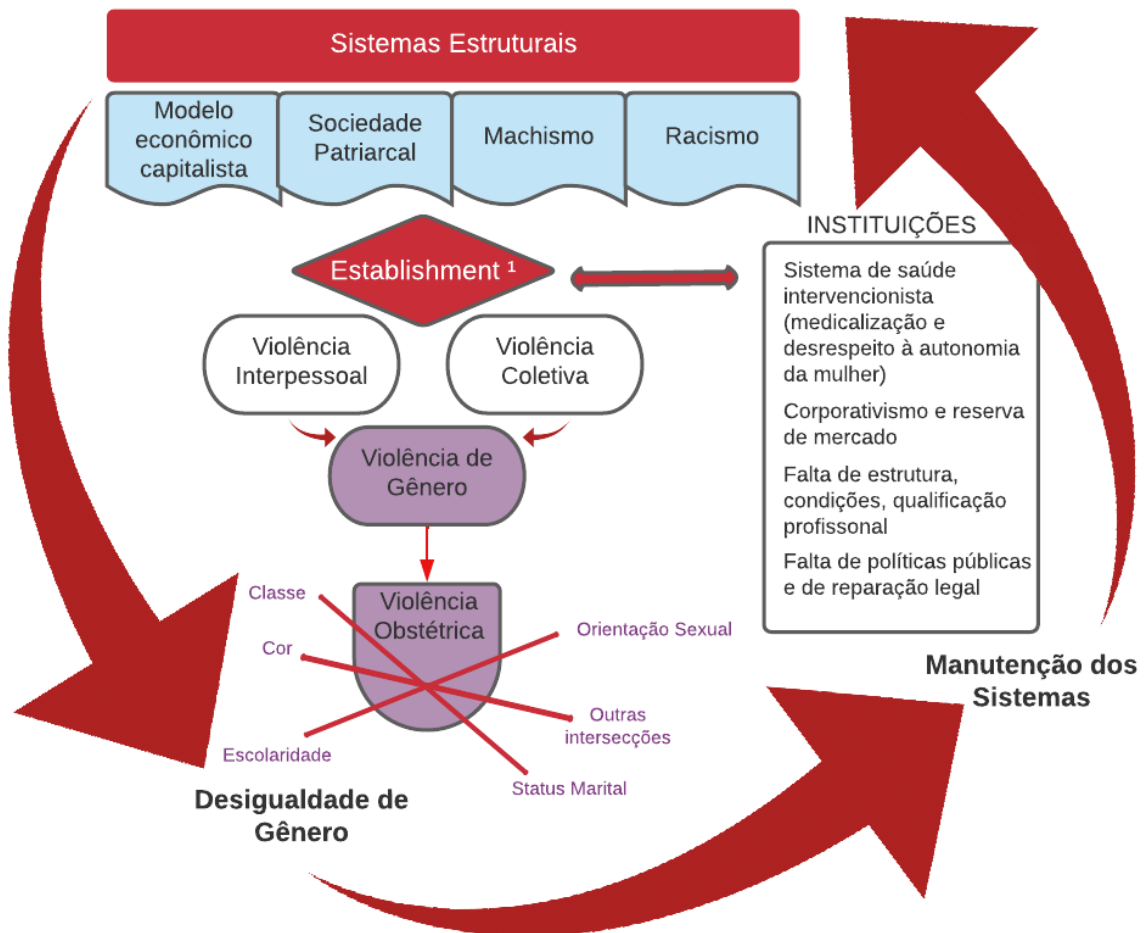 Sistemas Estruturais
Modelo
econômico
capitalista
Sociedade
Patriarcal
Machismo
Racismo
Establishment ¹
INSTITUIÇÕES
Sistema de saúde
intervencionista
(medicalização e
desrespeito à autonomia
da mulher)
Corporativismo e reserva
de mercado
Falta de estrutura,
condições, qualificação
profissonal
Falta de políticas públicas
e de reparação legal
Violência
Interpessoal
Violência
Coletiva
Violência de
Gênero
Violência
Obstétrica
Classe
Cor
Escolaridade
Orientação Sexual
Outras
intersecções
Status Marital
Desigualdade de
Gênero
Manutenção dos
Sistemas